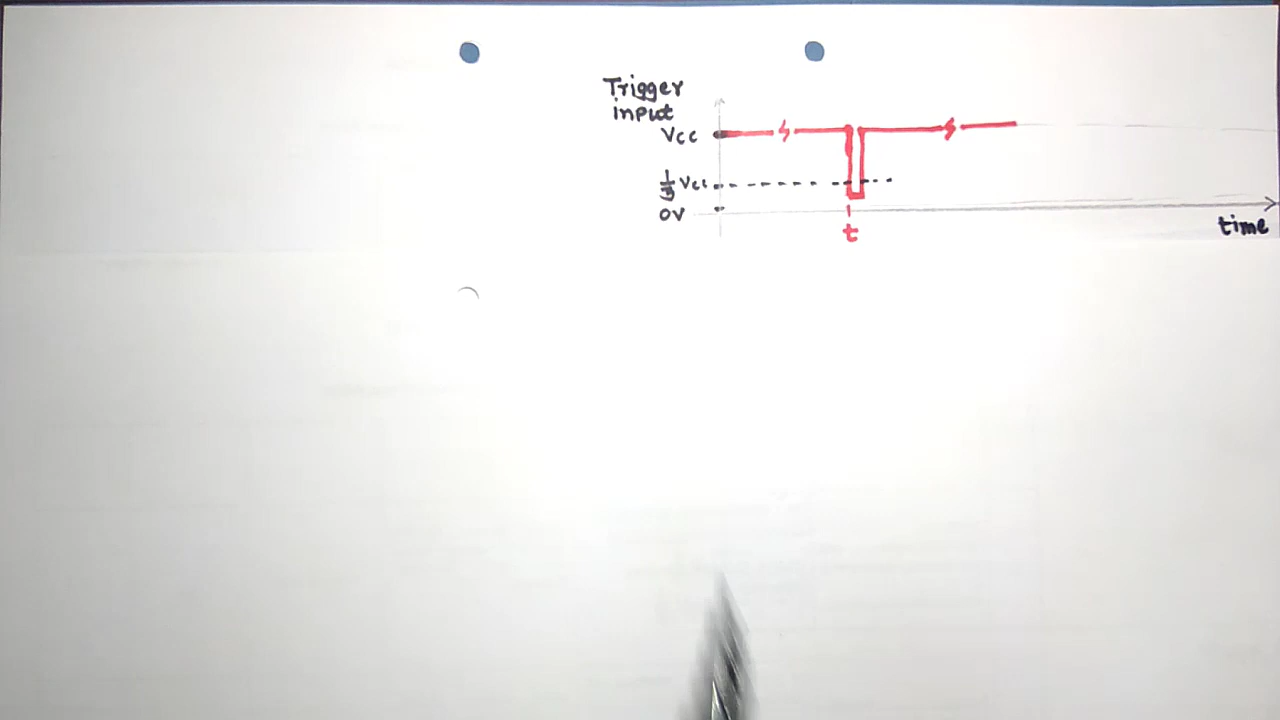 Trigger
input
Vcc
1/3 Vcc
0V
t
time